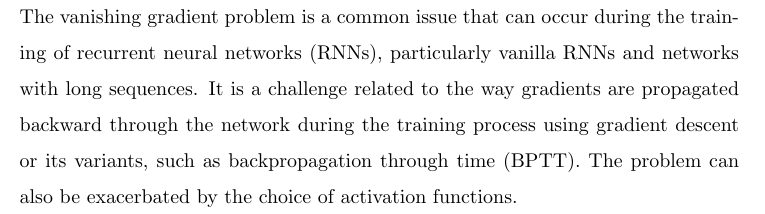 The vanishing gradient problem is a common issue that can occur during the train-
ing of recurrent neural networks (RNNs), particularly vanilla RNNs and networks
with long sequences. It is a challenge related to the way gradients are propagated
backward through the network during the training process using gradient descent
or its variants, such as backpropagation through time (BPTT). The problem can
also be exacerbated by the choice of activation functions.